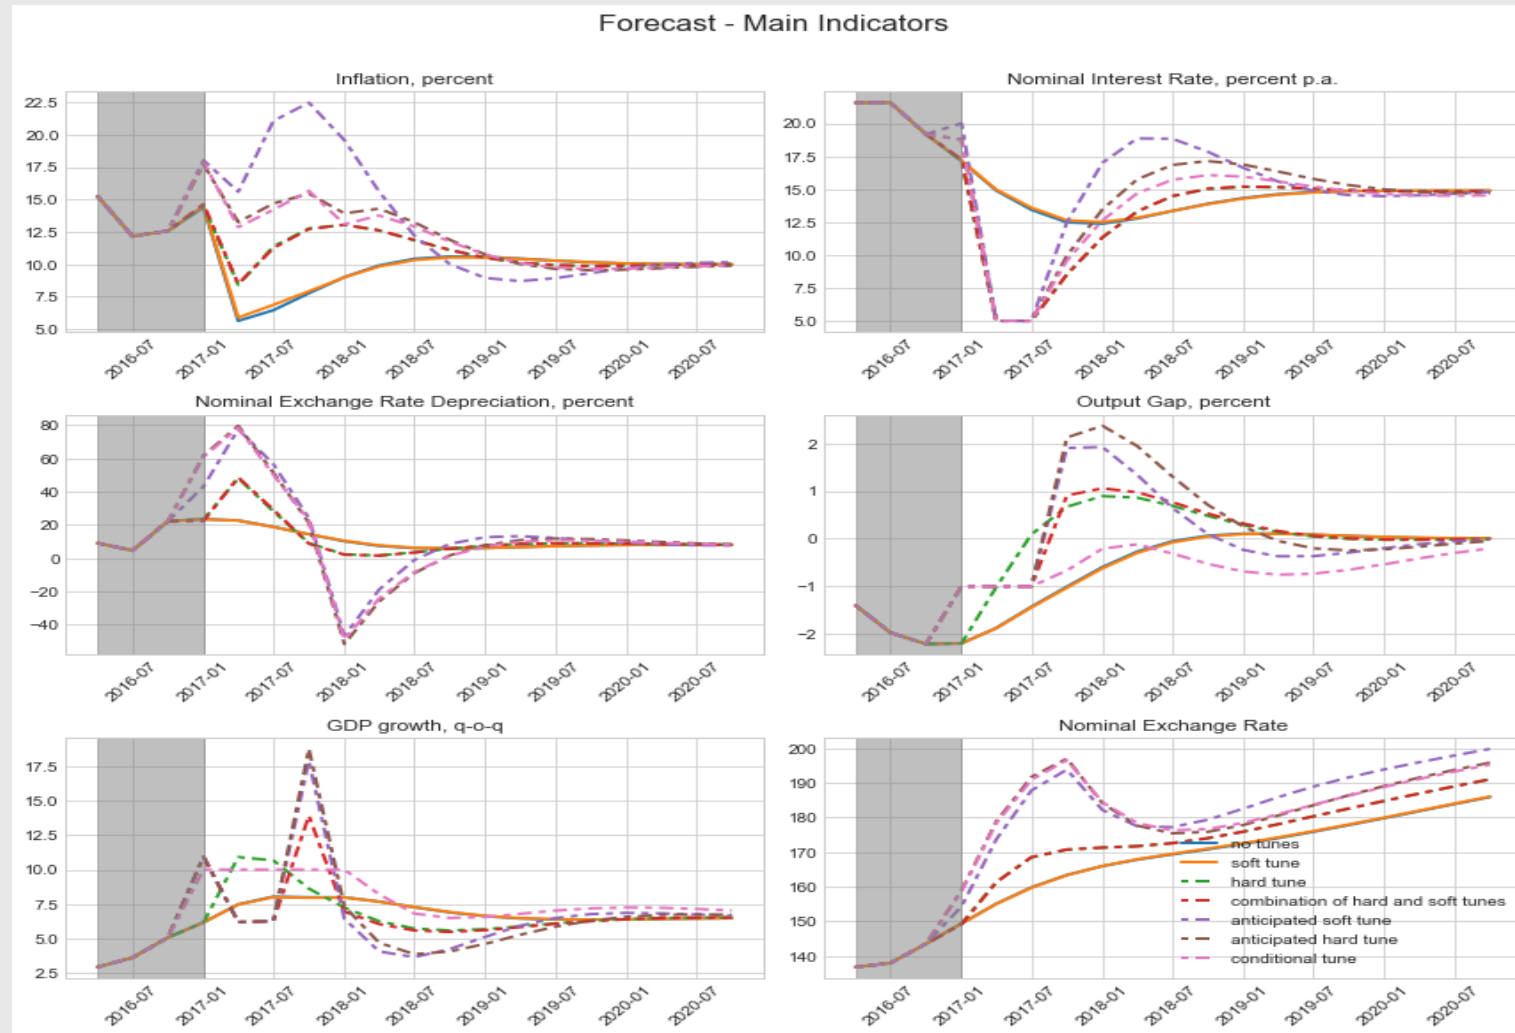 Forecast - Main Indicators
Inflation, percent
22.5
20.0
17.5
15.0
12.5
10.0
7.5
5.0
2016-07 2017-01 2017-07 2018-01 2018-07 2019-01 2019-07 2020-01 2020-07
Nominal Interest Rate, percent p.a.
20.0
17.5
15.0
12.5
10.0
7.5
5.0
2016-07 2017-01 2017-07 2018-01 2018-07 2019-01 2019-07 2020-01 2020-07
Nominal Exchange Rate Depreciation, percent
80
60
40
20
0
−20
−40
2016-07 2017-01 2017-07 2018-01 2018-07 2019-01 2019-07 2020-01 2020-07
Output Gap, percent
2
1
0
−1
−2
2016-07 2017-01 2017-07 2018-01 2018-07 2019-01 2019-07 2020-01 2020-07
GDP growth, q-o-q
17.5
15.0
12.5
10.0
7.5
5.0
2.5
2016-07 2017-01 2017-07 2018-01 2018-07 2019-01 2019-07 2020-01 2020-07
Nominal Exchange Rate
200
190
180
170
160
150
140
no tunes
soft tune
hard tune
combination of hard and soft tunes
anticipated soft tune
anticipated hard tune
conditional tune
2016-07 2017-01 2017-07 2018-01 2018-07 2019-01 2019-07 2020-01 2020-07